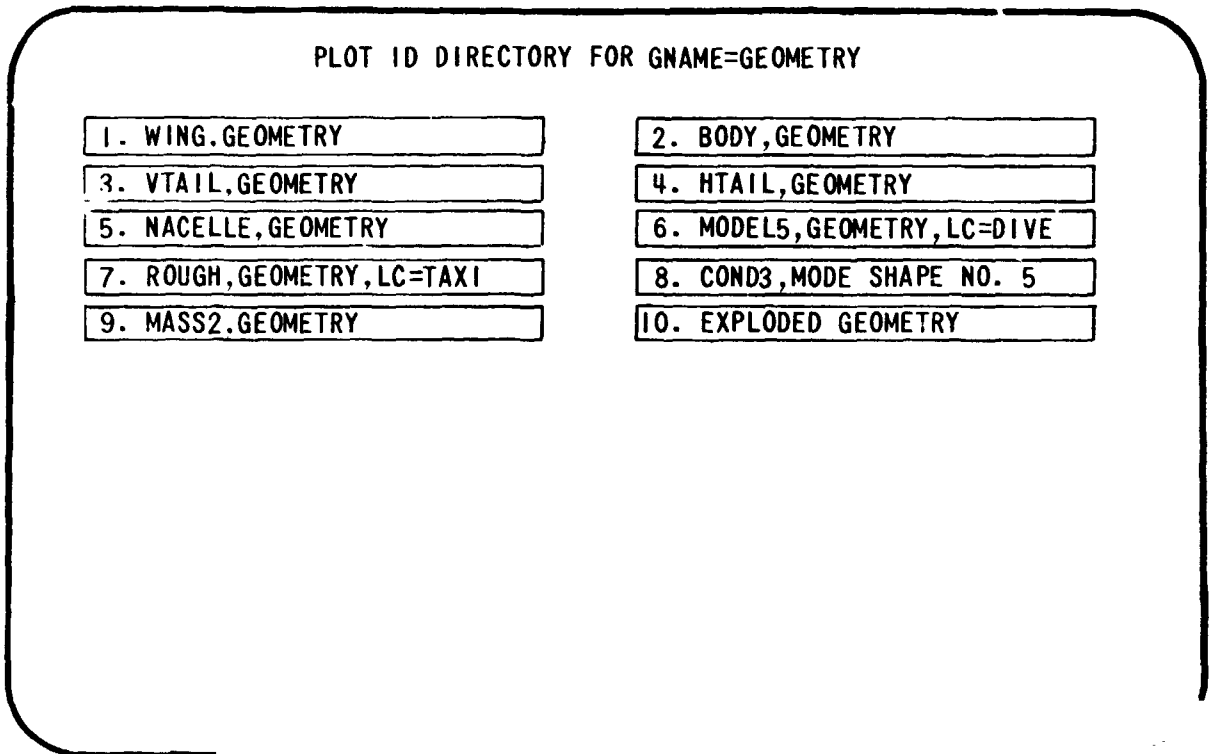 PLOT ID DIRECTORY FOR GNAME=GEOMETRY
1. WING.GEOMETRY
2. BODY,GEOMETRY
3. VTAIL,GEOMETRY
4. HTAIL,GEOMETRY
5. NACELLE,GEOMETRY
6. MODEL5,GEOMETRY,LC=DIVE
7. ROUGH,GEOMETRY,LC=TAXI
8. COND3,MODE SHAPE NO. 5
9. MASS2.GEOMETRY
10. EXPLODED GEOMETRY